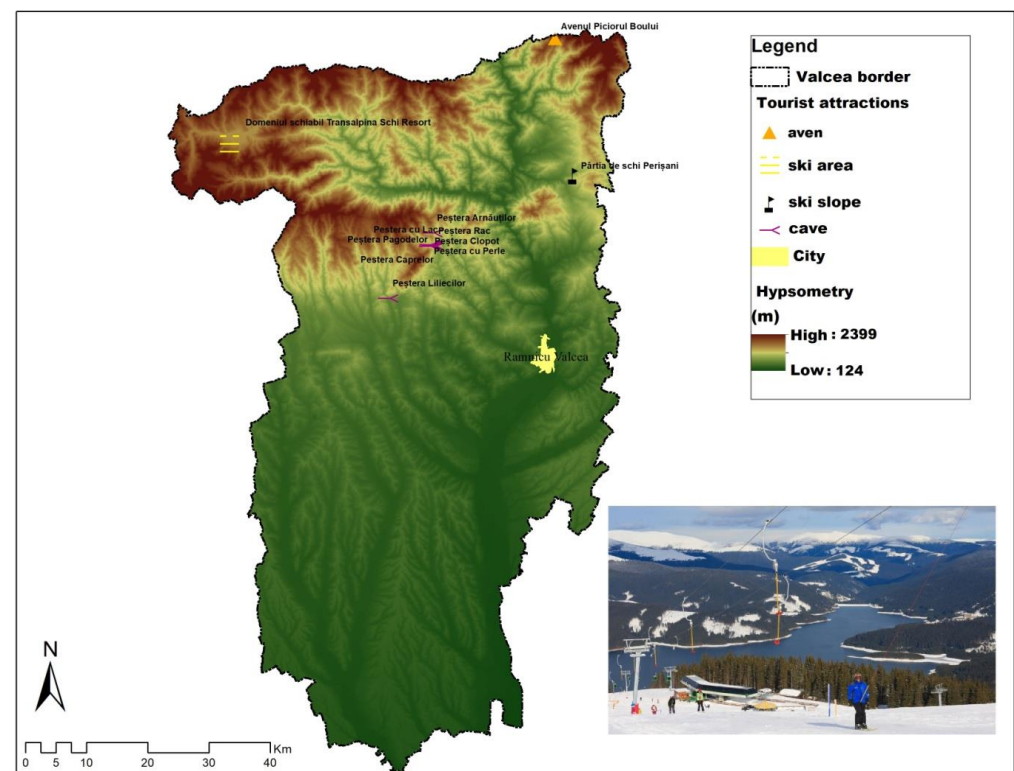 Avenul Piciorul Boului
Domeniul schiabil Transalpina Schi Resort
Pârtia de schi Perișani
Peștera Arnăuților
Peștera cu Lac
Peștera Rac
Peștera Pagodelor
Peștera Clopot
Peștera cu Perle
Peștera Caprelor
Peștera Liliecilor
Ramnicu Valcea
Legend
Valcea border
Tourist attractions
aven
ski area
ski slope
cave
City
Hypsometry
(m)
High : 2399
Low : 124
N
0 5 10 20 30 40
Km